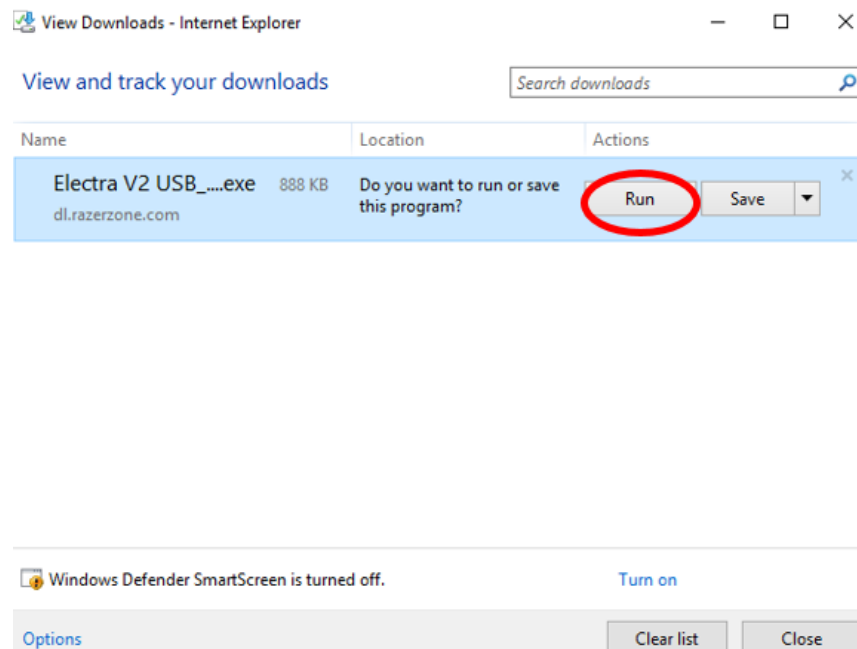 View Downloads - Internet Explorer
View and track your downloads
Search downloads
Name Location Actions
Electra V2 USB_....exe 888 KB
dl.razerzone.com
Do you want to run or save
this program?
Run Save
Windows Defender SmartScreen is turned off. Turn on
Options Clear list Close